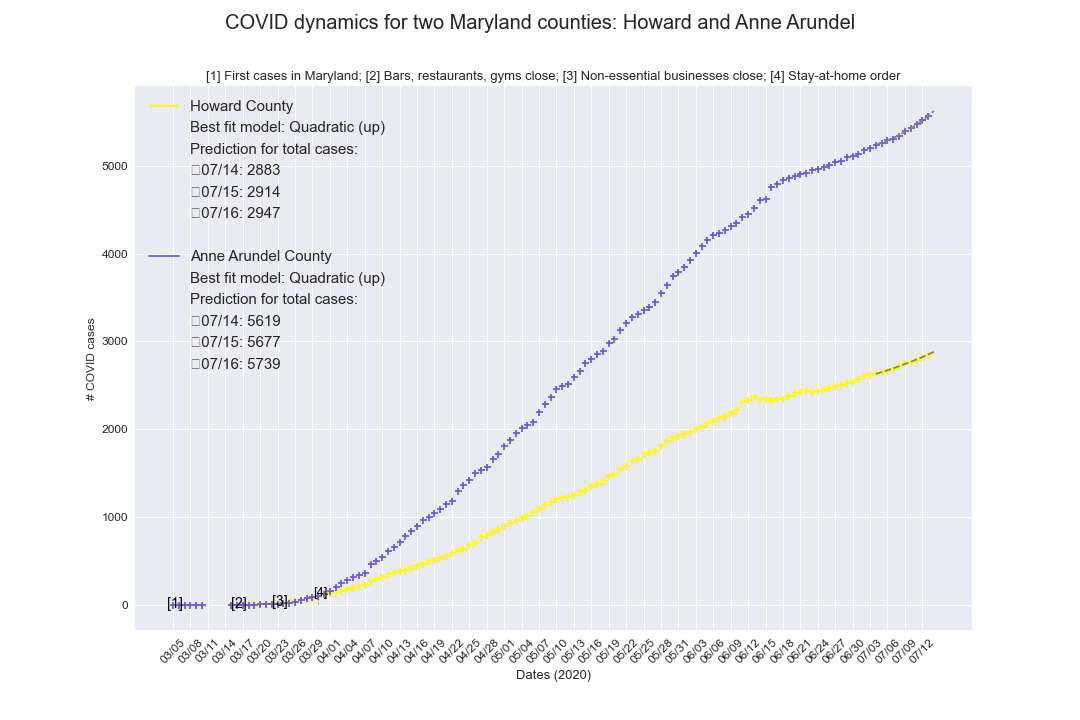 COVID dynamics for two Maryland counties: Howard and Anne Arundel
[1] First cases in Maryland; [2] Bars, restaurants, gyms close; [3] Non-essential businesses close; [4] Stay-at-home order
Howard County
Best fit model: Quadratic (up)
Prediction for total cases:
07/14: 2883
07/15: 2914
07/16: 2947
Anne Arundel County
Best fit model: Quadratic (up)
Prediction for total cases:
07/14: 5619
07/15: 5677
07/16: 5739
# COVID cases
5000
4000
3000
2000
1000
0
[1] [2] [3] [4]
03/05 03/08 03/11 03/14 03/17 03/20 03/23 03/26 03/29 04/01 04/04 04/07 04/10 04/13 04/16 04/19 04/22 04/25 04/28 05/01 05/04 05/07 05/10 05/13 05/16 05/19 05/22 05/25 05/28 05/31 06/03 06/06 06/09 06/12 06/15 06/18 06/21 06/24 06/27 06/30 07/03 07/06 07/09 07/12
Dates (2020)